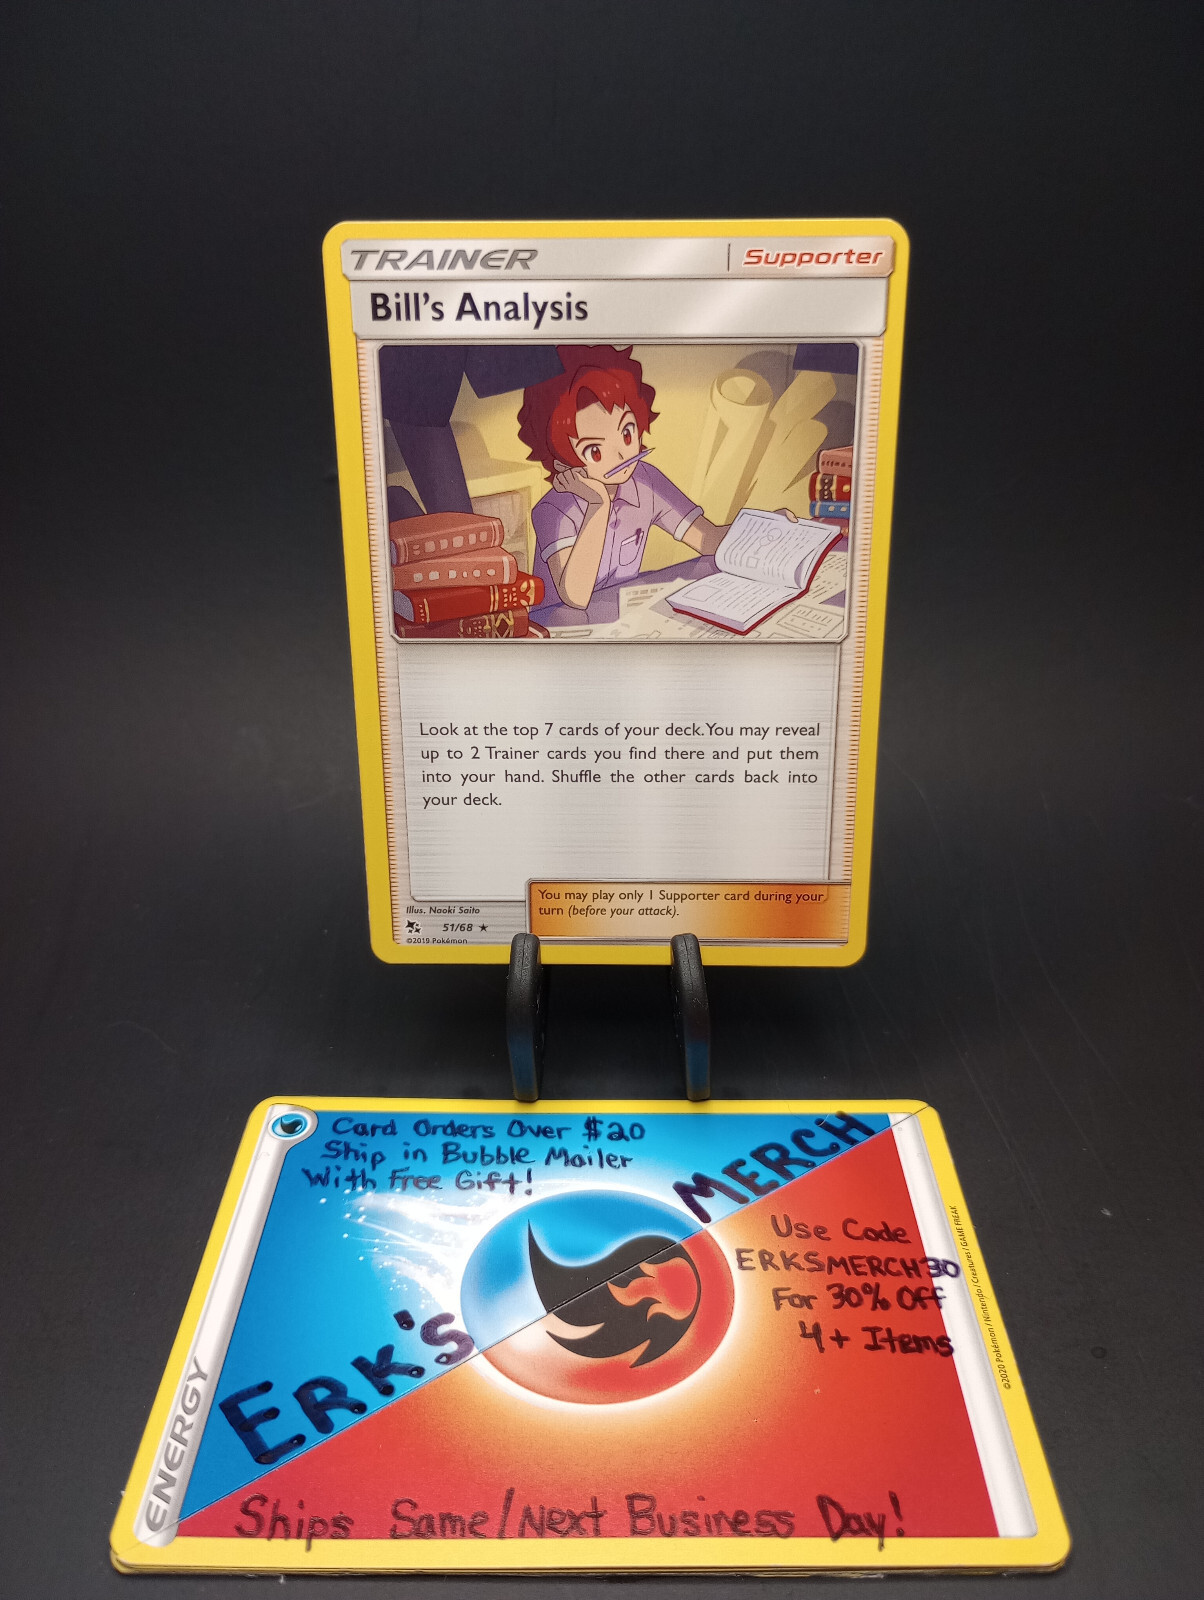 TRAINER
Supporter
Bill's Analysis
Look at the top 7 cards of your deck. You may reveal
up to 2 Trainer cards you find there and put them
into your hand. Shuffle the other cards back into
your deck.
You may play only 1 Supporter card during your
turn (before your attack).
Illus. Naoki Saito
51/68 ★
©2019 Pokémon
Card Orders Over $20
Ship in Bubble Mailer
With Free Gift!
ERK'S MERCH
Use Code
ERKSMERCH30
For 30% Off
4+ Items
Ships Same/Next Business Day!
ENERGY
©2020 Pokémon/Nintendo/Creatures/GAME FREAK